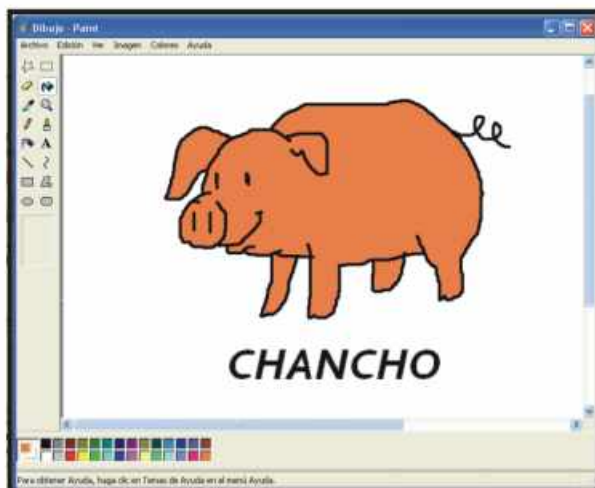 Dibujo - Paint
Archivo Edición Ver Imagen Colores Ayuda
A
CHANCHO
Para obtener Ayuda, haga clic en Temas de Ayuda en el menú Ayuda.